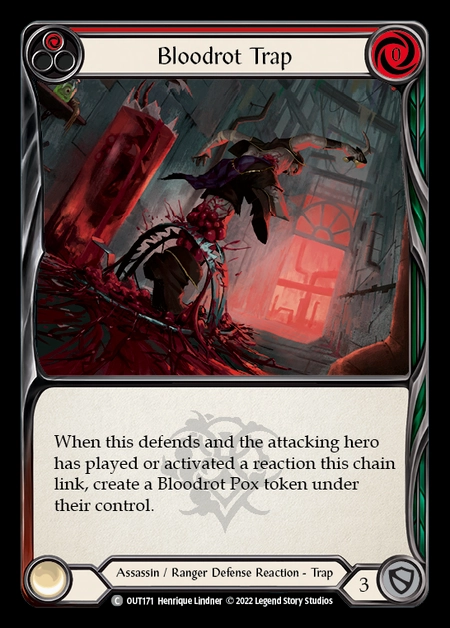 0
Bloodrot Trap
When this defends and the attacking hero
has played or activated a reaction this chain
link, create a Bloodrot Pox token under
their control.
Assassin / Ranger Defense Reaction - Trap
3
C OUT171 Henrique Lindner © 2022 Legend Story Studios